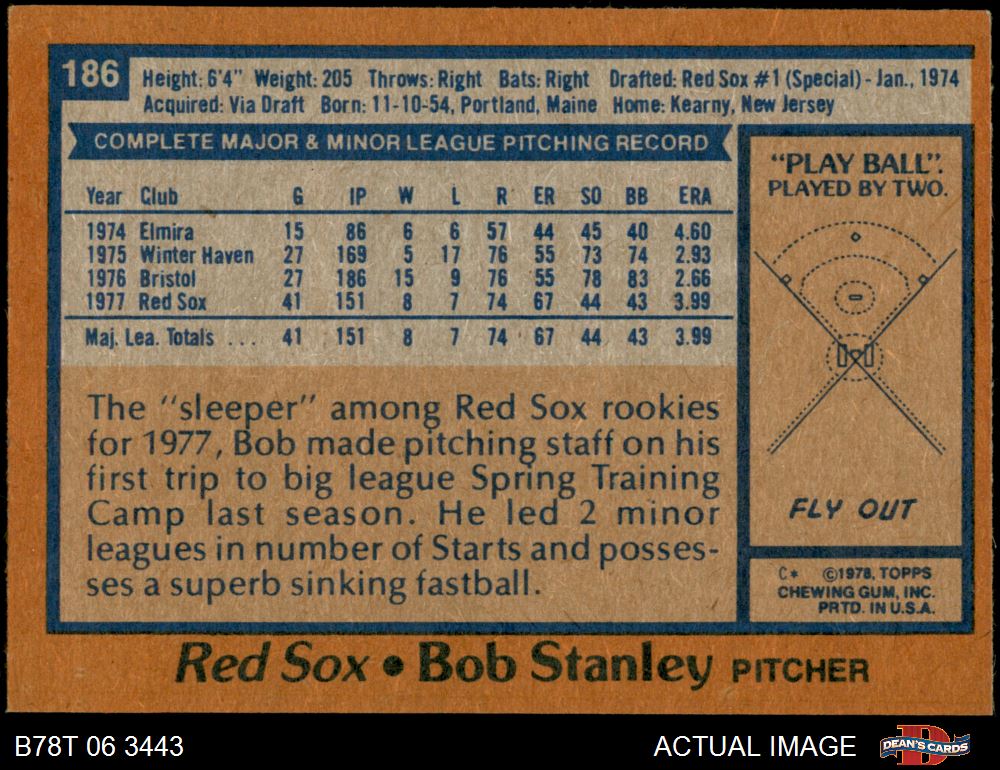 186
Height: 6'4" Weight: 205 Throws: Right Bats: Right Drafted: Red Sox #1 (Special) - Jan., 1974
Acquired: Via Draft Born: 11-10-54, Portland, Maine Home: Kearny, New Jersey
COMPLETE MAJOR & MINOR LEAGUE PITCHING RECORD
Year Club G IP W L R ER SO BB ERA
1974 Elmira 15 86 6 6 57 44 45 40 4.60
1975 Winter Haven 27 169 5 17 76 55 73 74 2.93
1976 Bristol 27 186 15 9 76 55 78 83 2.66
1977 Red Sox 41 151 8 7 74 67 44 43 3.99
Maj. Lea. Totals ... 41 151 8 7 74 67 44 43 3.99
The "sleeper" among Red Sox rookies
for 1977, Bob made pitching staff on his
first trip to big league Spring Training
Camp last season. He led 2 minor
leagues in number of Starts and posses-
ses a superb sinking fastball.
"PLAY BALL".
PLAYED BY TWO.
FLY OUT
C* ©1978, TOPPS
CHEWING GUM, INC.
PRTD. IN U.S.A.
Red Sox • Bob Stanley PITCHER
B78T 06 3443
ACTUAL IMAGE
D
DEAN'S CARDS